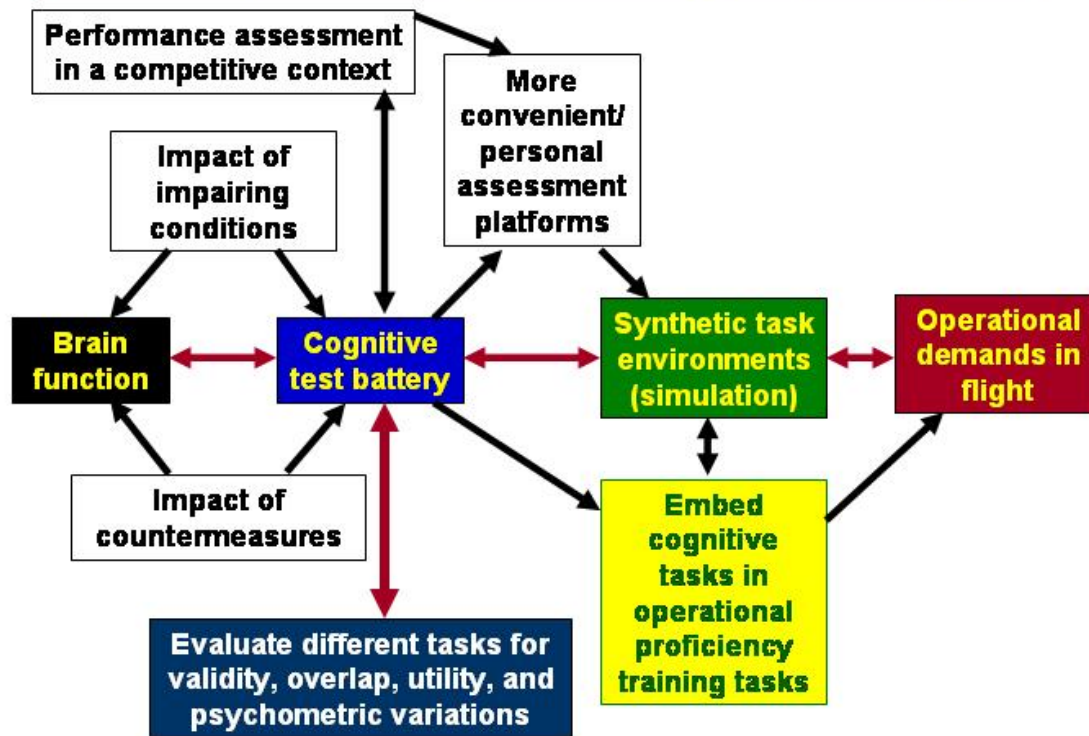 Performance assessment
in a competitive context
More
convenient/
personal
assessment
platforms
Impact of
impairing
conditions
Brain
function
Cognitive
test battery
Synthetic task
environments
(simulation)
Operational
demands in
flight
Impact of
countermeasures
Embed
cognitive
tasks in
operational
proficiency
training tasks
Evaluate different tasks for
validity, overlap, utility, and
psychometric variations